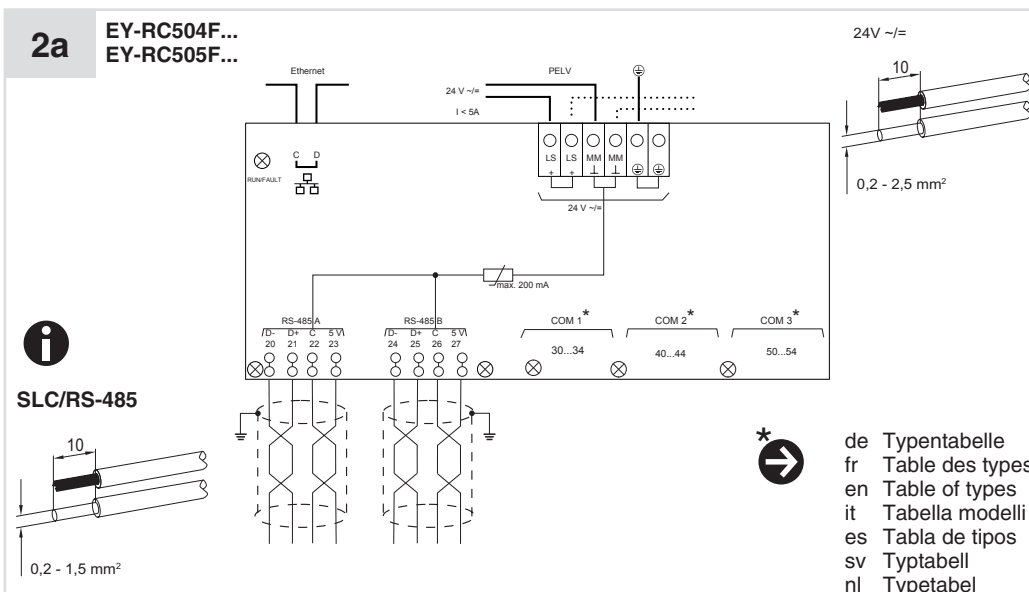 2a
EY-RC504F...
EY-RC505F...
24V ~/=
10
0,2 - 2,5 mm²
Ethernet
PELV
24 V ~/=
I < 5A
C D
RUN/FAULT
LS LS MM MM
+ + ⊥ ⊥
24 V ~/=
max. 200 mA
RS-485 A
D- D+ C 5 V
20 21 22 23
RS-485 B
D- D+ C 5 V
24 25 26 27
COM 1*
30...34
COM 2*
40...44
COM 3*
50...54
SLC/RS-485
10
0,2 - 1,5 mm²
*
de Typentabelle
fr Table des types
en Table of types
it Tabella modelli
es Tabla de tipos
sv Typtabell
nl Typetabel